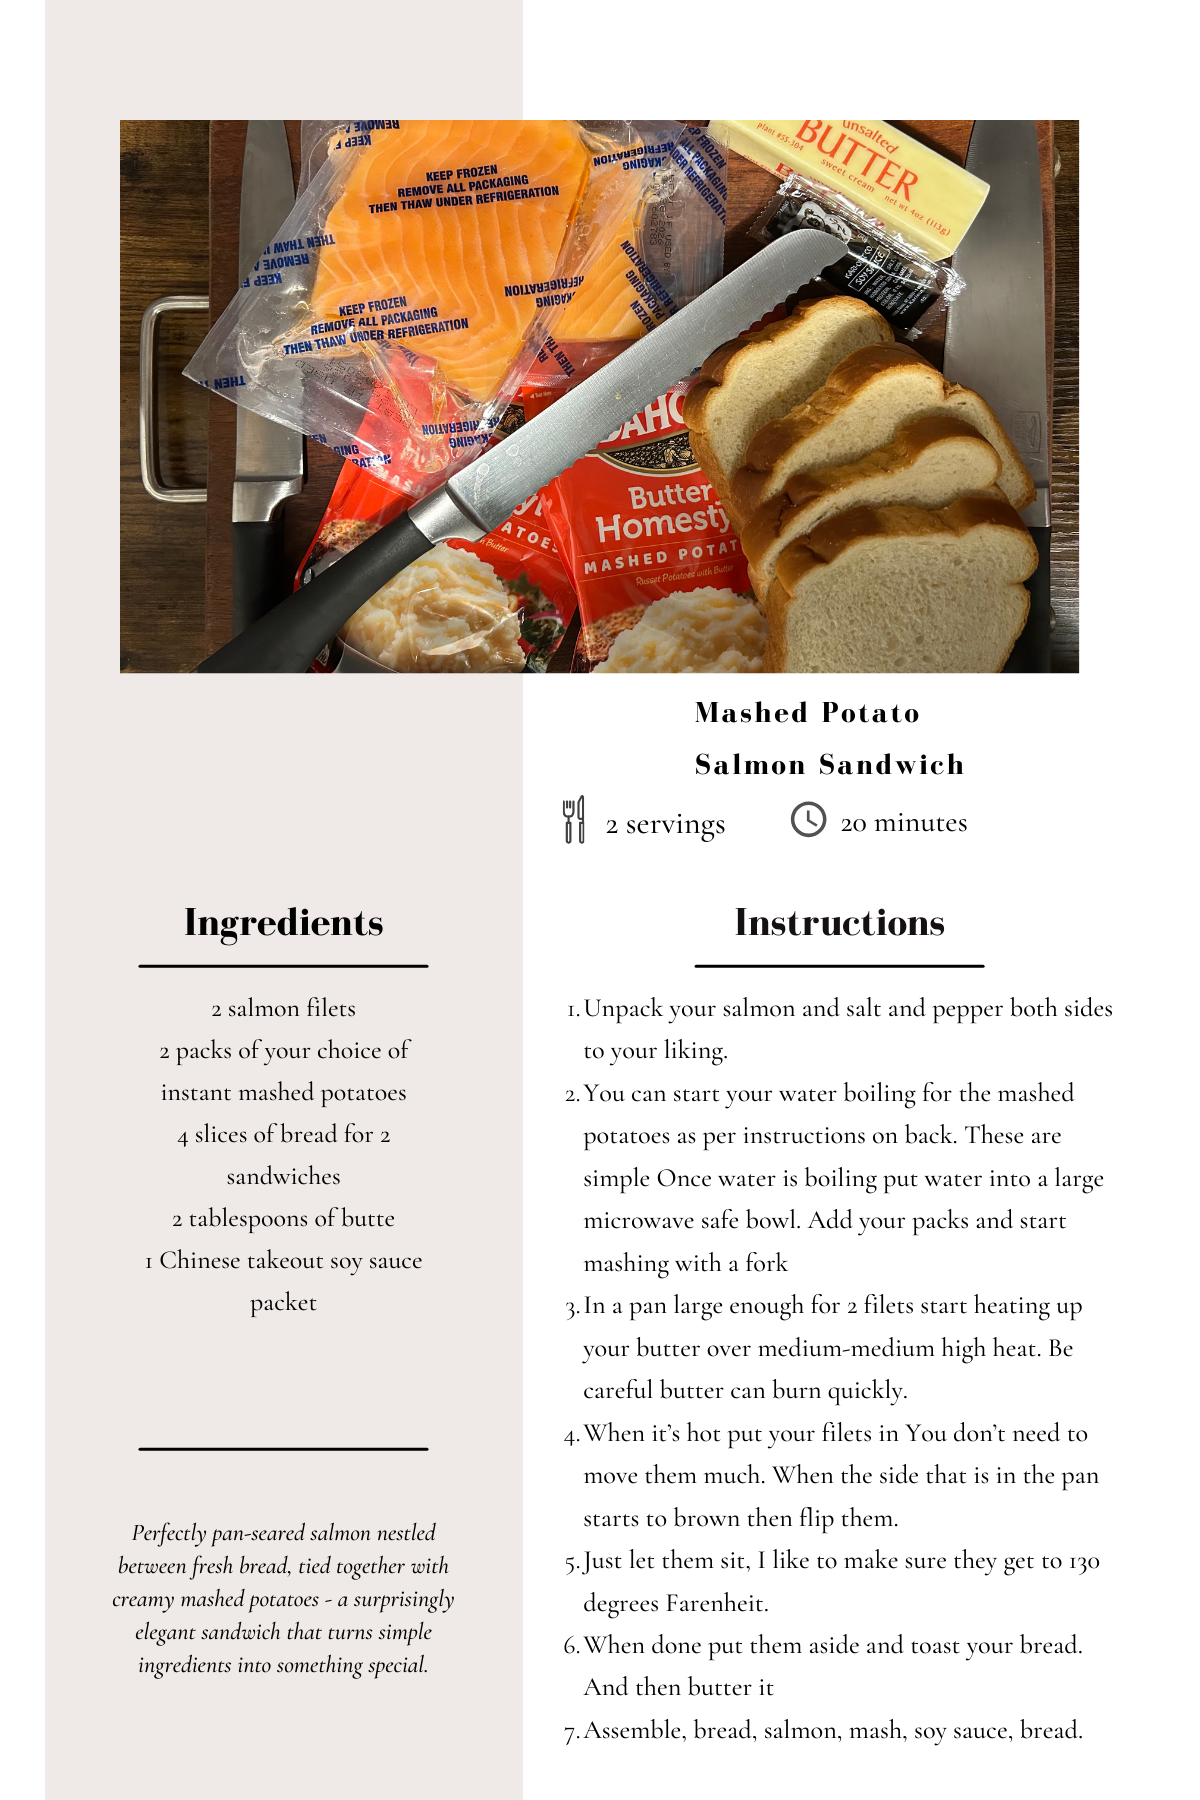 KEEP FROZEN
REMOVE ALL PACKAGING
THEN THAW UNDER REFRIGERATION
KEEP FROZEN
REMOVE ALL PACKAGING
THEN THAW UNDER REFRIGERATION
unsalted
BUTTER
sweet cream
plant #55-304
net wt 4oz (113g)
SOY SAUCE
Butter
Homesty
MASHED POTAT
Russet Potatoes with Butter
Mashed Potato
Salmon Sandwich
2 servings
20 minutes
Ingredients
2 salmon filets
2 packs of your choice of
instant mashed potatoes
4 slices of bread for 2
sandwiches
2 tablespoons of butte
1 Chinese takeout soy sauce
packet
Perfectly pan-seared salmon nestled
between fresh bread, tied together with
creamy mashed potatoes - a surprisingly
elegant sandwich that turns simple
ingredients into something special.
Instructions
1. Unpack your salmon and salt and pepper both sides
to your liking.
2. You can start your water boiling for the mashed
potatoes as per instructions on back. These are
simple Once water is boiling put water into a large
microwave safe bowl. Add your packs and start
mashing with a fork
3. In a pan large enough for 2 filets start heating up
your butter over medium-medium high heat. Be
careful butter can burn quickly.
4. When it’s hot put your filets in You don’t need to
move them much. When the side that is in the pan
starts to brown then flip them.
5. Just let them sit, I like to make sure they get to 130
degrees Farenheit.
6. When done put them aside and toast your bread.
And then butter it
7. Assemble, bread, salmon, mash, soy sauce, bread.